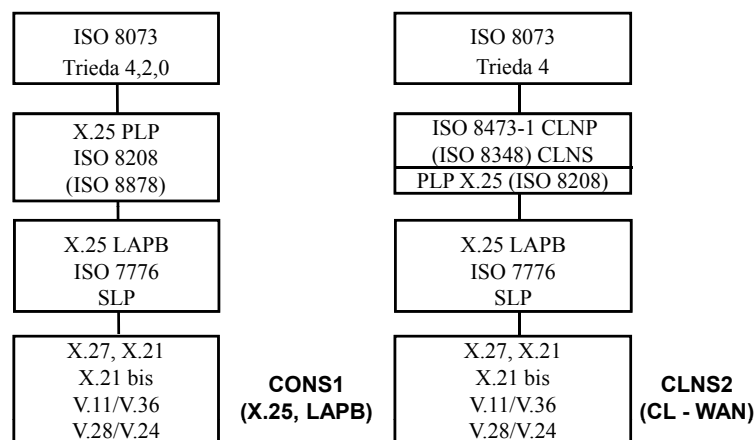 ISO 8073
Trieda 4,2,0
X.25 PLP
ISO 8208
(ISO 8878)
X.25 LAPB
ISO 7776
SLP
X.27, X.21
X.21 bis
V.11/V.36
V.28/V.24
CONS1
(X.25, LAPB)
ISO 8073
Trieda 4
ISO 8473-1 CLNP
(ISO 8348) CLNS
PLP X.25 (ISO 8208)
X.25 LAPB
ISO 7776
SLP
X.27, X.21
X.21 bis
V.11/V.36
V.28/V.24
CLNS2
(CL - WAN)